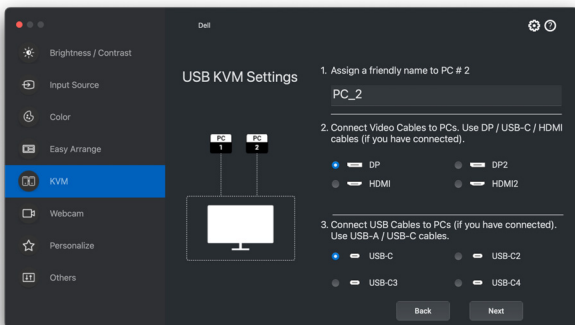 Dell
Brightness / Contrast
Input Source
Color
Easy Arrange
KVM
Webcam
Personalize
Others
USB KVM Settings
PC
1
PC
2
1. Assign a friendly name to PC # 2
PC_2
2. Connect Video Cables to PCs. Use DP / USB-C / HDMI
cables (if you have connected).
DP
DP2
HDMI
HDMI2
3. Connect USB Cables to PCs (if you have connected).
Use USB-A / USB-C cables.
USB-C
USB-C2
USB-C3
USB-C4
Back
Next